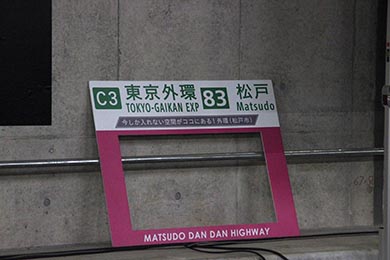 C3 東京外環 83 松戸
TOKYO-GAIKAN EXP Matsudo
今しか入れない空間がココにある！外環(松戸市)
MATSUDO DAN DAN HIGHWAY